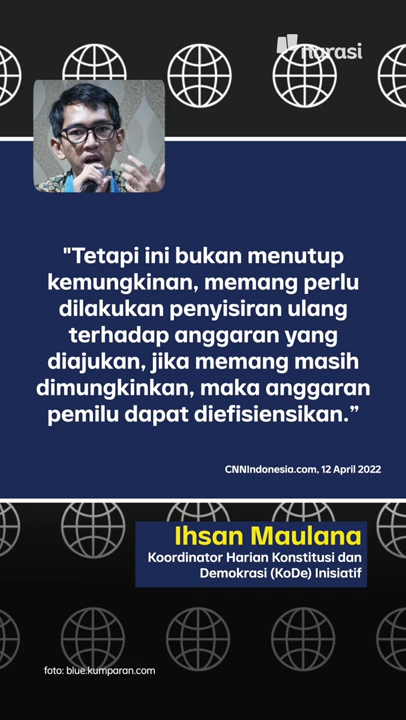 narasi
"Tetapi ini bukan menutup
kemungkinan, memang perlu
dilakukan penyisiran ulang
terhadap anggaran yang
diajukan, jika memang masih
dimungkinkan, maka anggaran
pemilu dapat diefisiensikan.”
CNNIndonesia.com, 12 April 2022
Ihsan Maulana
Koordinator Harian Konstitusi dan
Demokrasi (KoDe) Inisiatif
foto: blue.kumparan.com